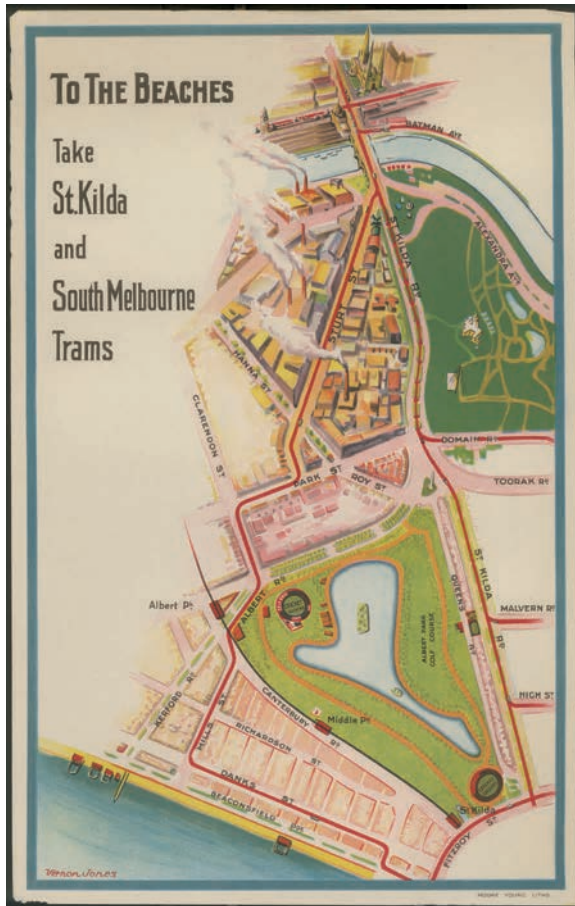 TO THE BEACHES
Take
St.Kilda
and
South Melbourne
Trams
BATMAN AVE
ALEXANDRA AVE
ST KILDA RD
STURT ST
HANNA ST
CLARENDON ST
DOMAIN RD
PARK ST
ROY ST
TOORAK RD
ST KILDA RD
QUEENS RD
ALBERT RD
Albert Pk
ALBERT PARK
GOLF COURSE
MALVERN RD
KERFORD RD
MILLS ST
CANTERBURY RD
Middle Pk
HIGH ST
RICHARDSON ST
DANKS ST
BEACONSFIELD PDE
St Kilda
FITZROY ST
Vernon Jones
MOUNT YOUNG LITHO